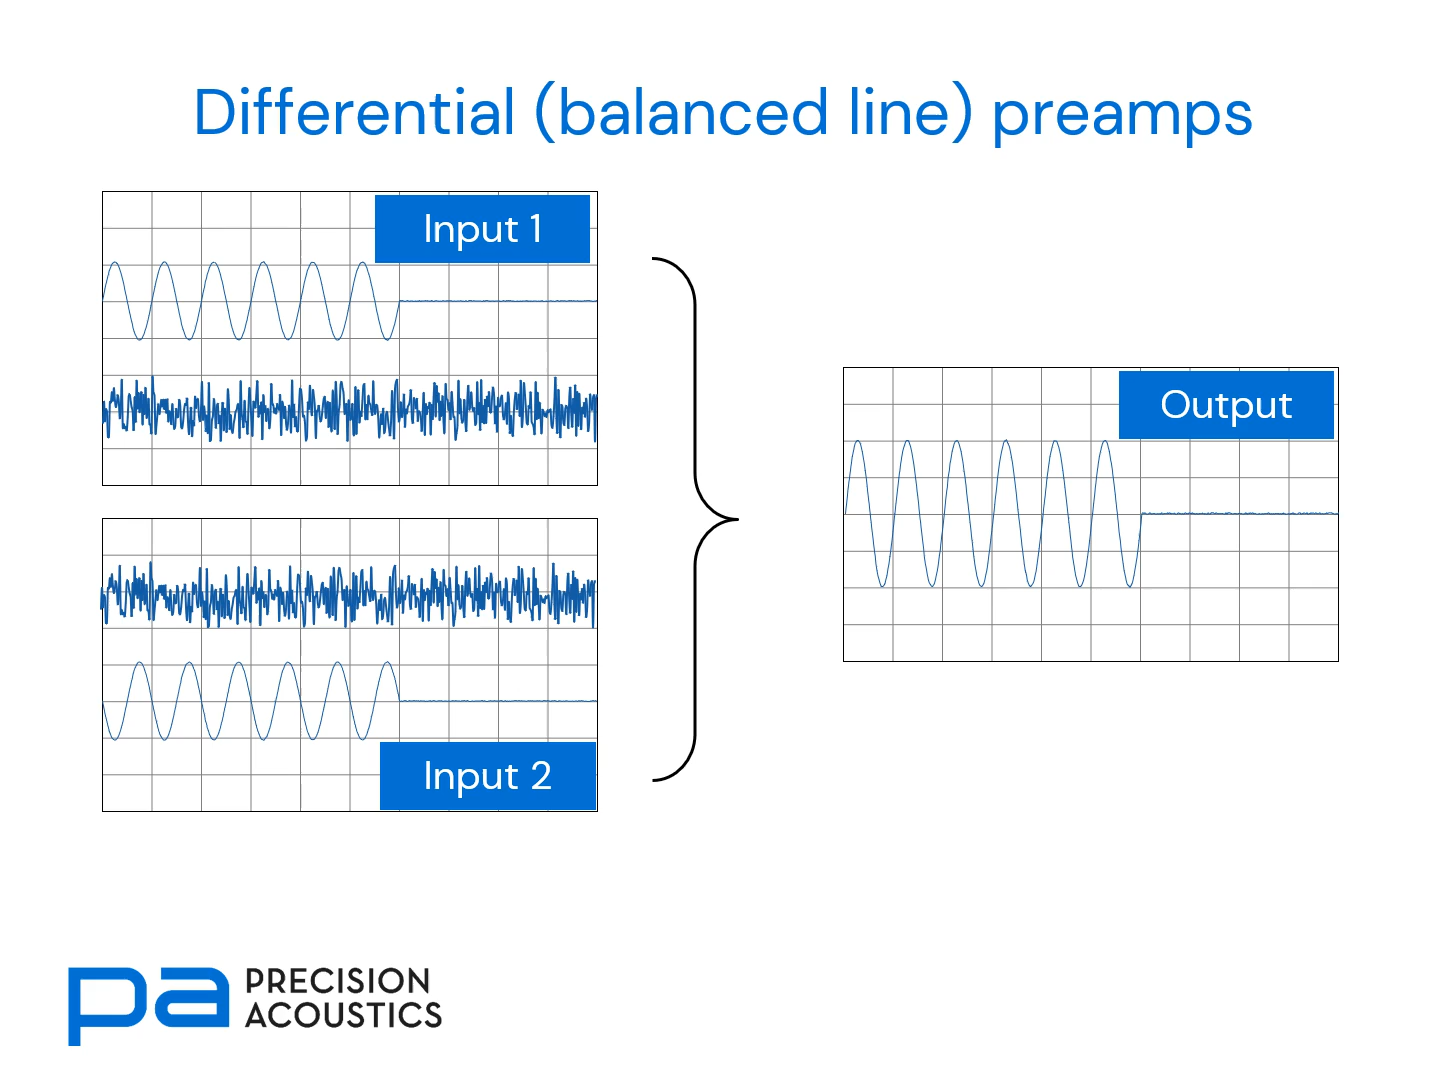 Differential (balanced line) preamps
Input 1
Output
Input 2
pa PRECISION
ACOUSTICS